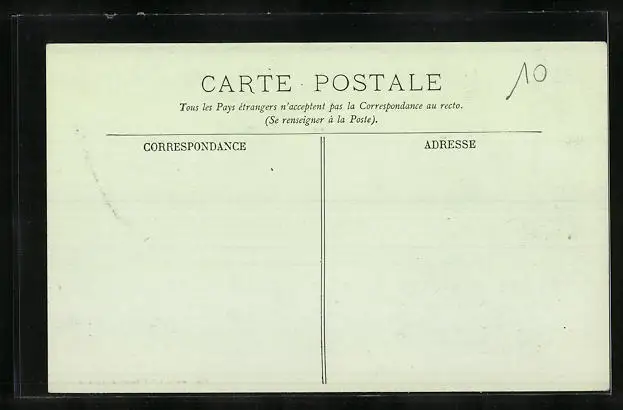 CARTE POSTALE
10
Tous les Pays étrangers n'acceptent pas la Correspondance au recto.
(Se renseigner à la Poste).
CORRESPONDANCE
ADRESSE